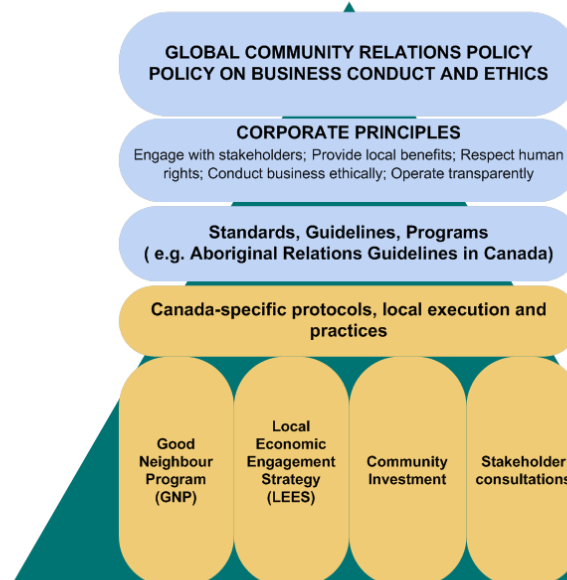 GLOBAL COMMUNITY RELATIONS POLICY
POLICY ON BUSINESS CONDUCT AND ETHICS
CORPORATE PRINCIPLES
Engage with stakeholders; Provide local benefits; Respect human
rights; Conduct business ethically; Operate transparently
Standards, Guidelines, Programs
( e.g. Aboriginal Relations Guidelines in Canada)
Canada-specific protocols, local execution and
practices
Good
Neighbour
Program
(GNP)
Local
Economic
Engagement
Strategy
(LEES)
Community
Investment
Stakeholder
consultations